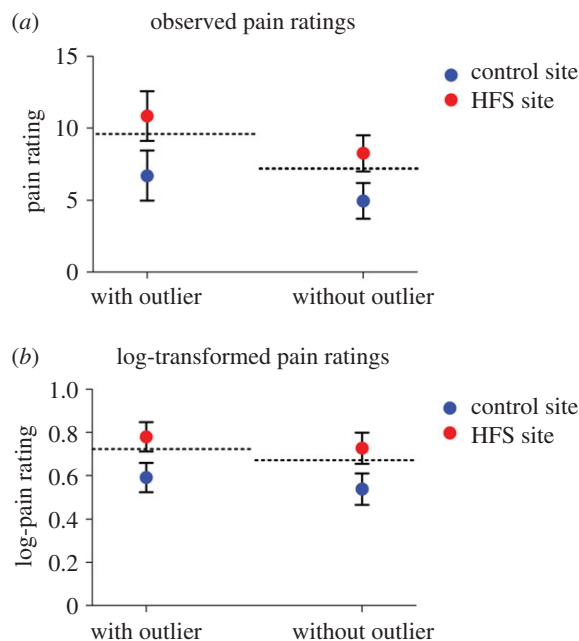 (a) observed pain ratings
15
10
5
0
pain rating
control site
HFS site
with outlier without outlier
(b) log-transformed pain ratings
1.0
0.8
0.6
0.4
0.2
0
log-pain rating
control site
HFS site
with outlier without outlier